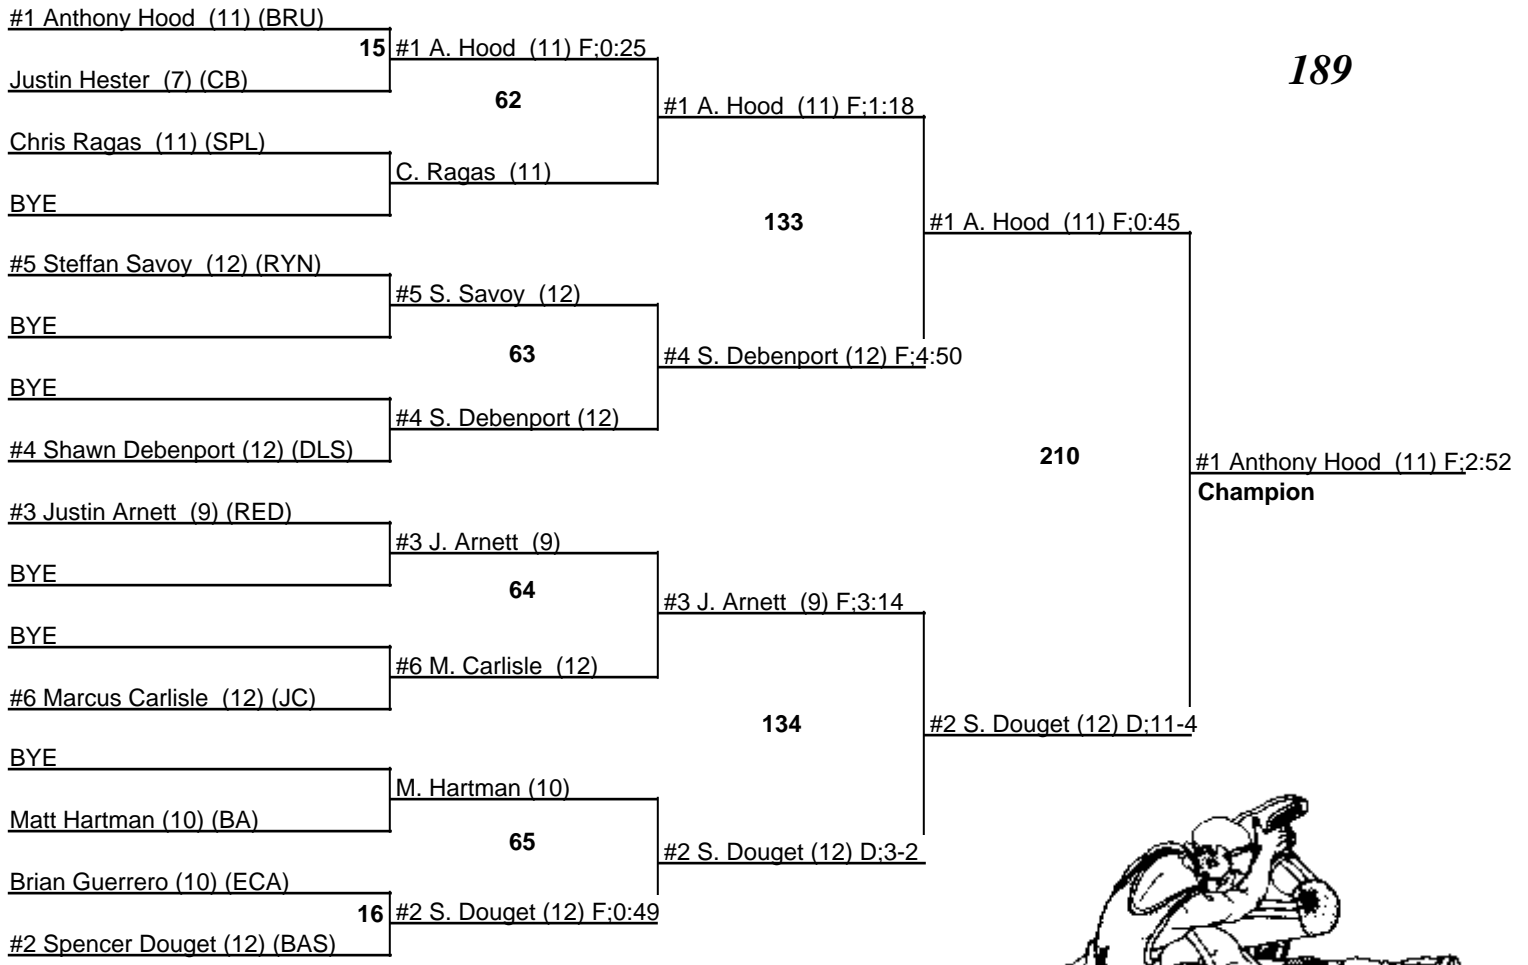 #1 Anthony Hood (11) (BRU)
15 #1 A. Hood (11) F;0:25
189
Justin Hester (7) (CB)
62
#1 A. Hood (11) F;1:18
Chris Ragas (11) (SPL)
C. Ragas (11)
BYE
133
#1 A. Hood (11) F;0:45
#5 Steffan Savoy (12) (RYN)
#5 S. Savoy (12)
BYE
63
#4 S. Debenport (12) F;4:50
BYE
#4 S. Debenport (12)
#4 Shawn Debenport (12) (DLS)
210
#1 Anthony Hood (11) F;2:52
Champion
#3 Justin Arnett (9) (RED)
#3 J. Arnett (9)
BYE
64
#3 J. Arnett (9) F;3:14
BYE
#6 M. Carlisle (12)
#6 Marcus Carlisle (12) (JC)
134
#2 S. Douget (12) D;11-4
BYE
M. Hartman (10)
Matt Hartman (10) (BA)
65
#2 S. Douget (12) D;3-2
Brian Guerrero (10) (ECA)
16 #2 S. Douget (12) F;0:49
#2 Spencer Douget (12) (BAS)